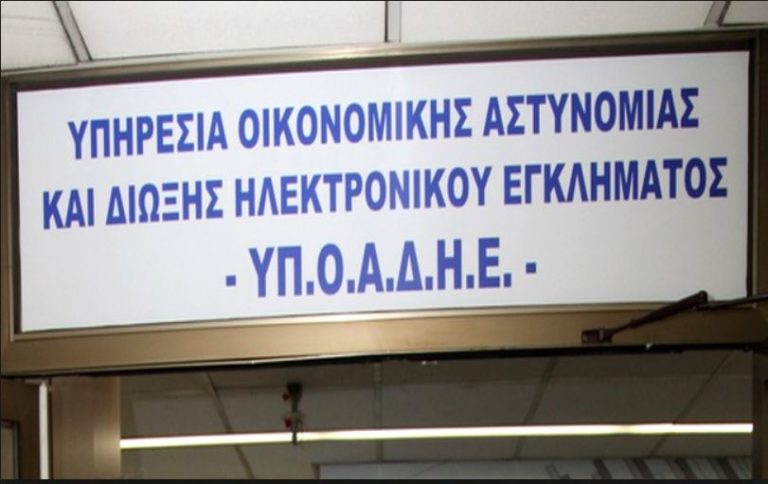 ΥΠΗΡΕΣΙΑ ΟΙΚΟΝΟΜΙΚΗΣ ΑΣΤΥΝΟΜΙΑΣ
ΚΑΙ ΔΙΩΞΗΣ ΗΛΕΚΤΡΟΝΙΚΟΥ ΕΓΚΛΗΜΑΤΟΣ
- ΥΠ.Ο.Α.Δ.Η.Ε. -